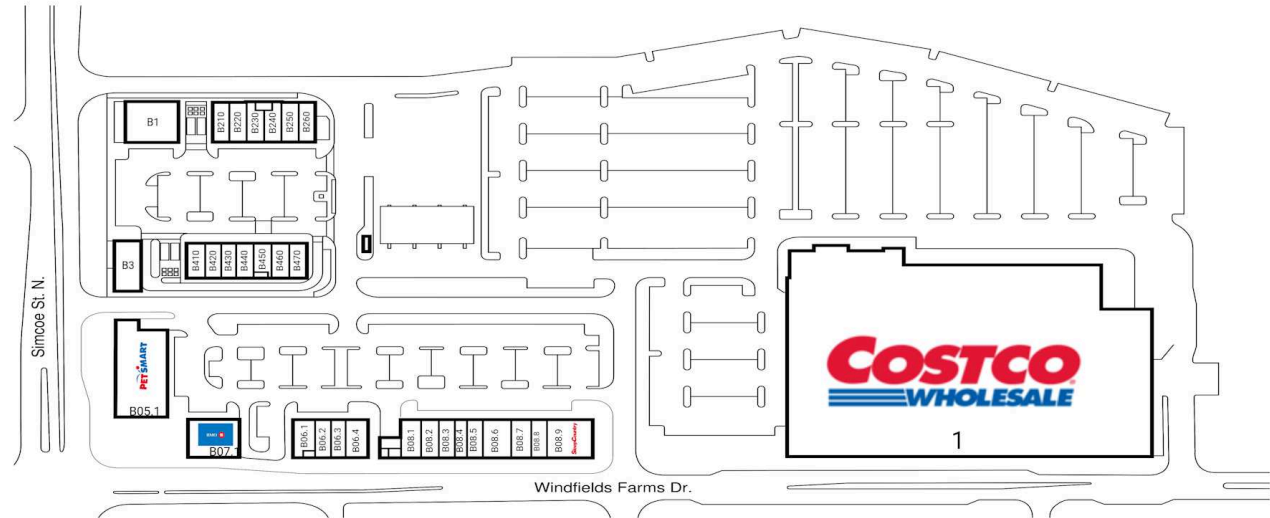 B1
B210
B220
B230
B240
B250
B260
B3
B410
B420
B430
B440
B450
B460
B470
Simcoe St. N.
PETSMART
B05.1
BMO
B07.1
B06.1
B06.2
B06.3
B06.4
B08.1
B08.2
B08.3
B08.4
B08.5
B08.6
B08.7
B08.8
B08.9
COSTCO
WHOLESALE
1
Windfields Farms Dr.